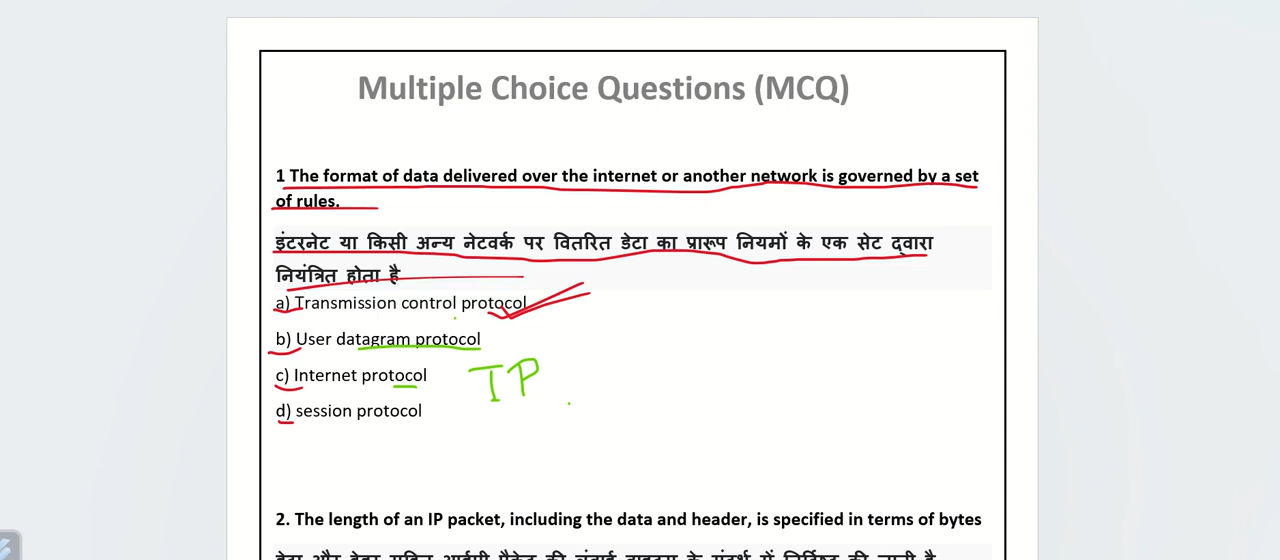 Multiple Choice Questions (MCQ)
1 The format of data delivered over the internet or another network is governed by a set
of rules.
इंटरनेट या किसी अन्य नेटवर्क पर वितरित डेटा का प्रारूप नियमों के एक सेट द्वारा
नियंत्रित होता है
a) Transmission control protocol
b) User datagram protocol
c) Internet protocol
IP
d) session protocol
2. The length of an IP packet, including the data and header, is specified in terms of bytes